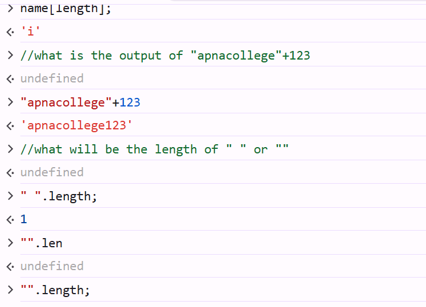 > name[length];
<· 'i'
> //what is the output of "apnacollege"+123
<· undefined
> "apnacollege"+123
<· 'apnacollege123'
> //what will be the length of " " or ""
<· undefined
> " ".length;
<· 1
> "".len
<· undefined
> "".length;